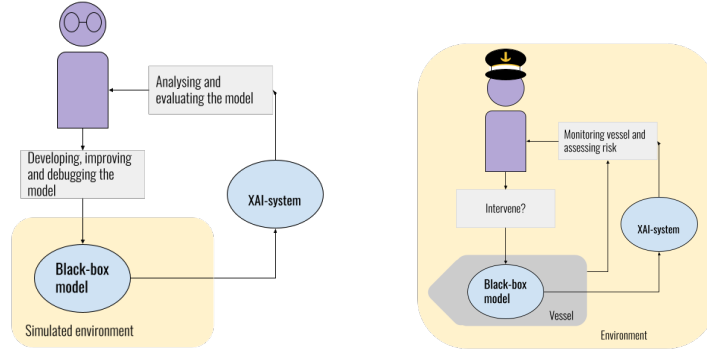 Analysing and
evaluating the model
Developing, improving
and debugging the
model
XAI-system
Black-box
model
Simulated environment
Monitoring vessel and
assessing risk
Intervene?
XAI-system
Black-box
model
Vessel
Environment